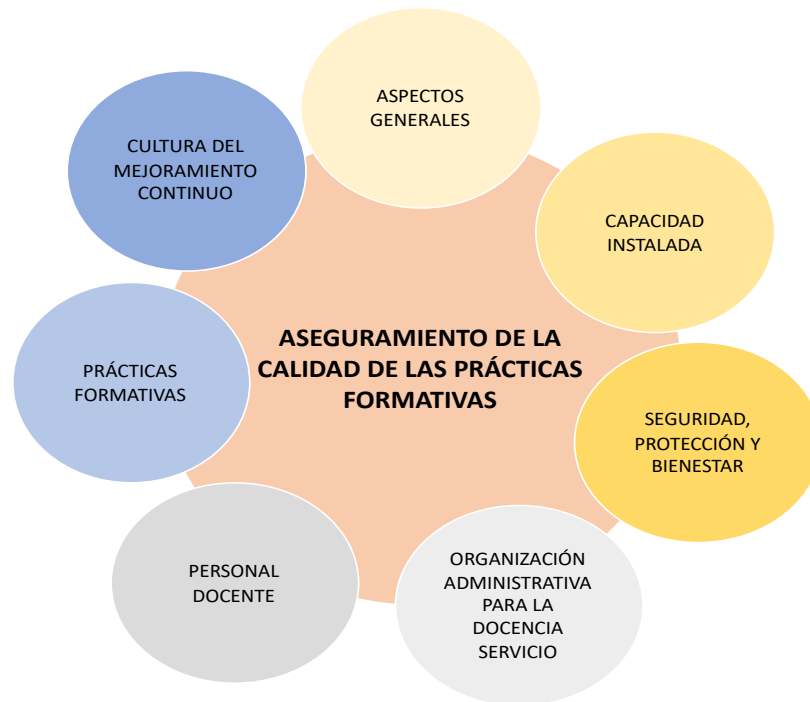 ASPECTOS
GENERALES
CAPACIDAD
INSTALADA
SEGURIDAD,
PROTECCIÓN Y
BIENESTAR
ORGANIZACIÓN
ADMINISTRATIVA
PARA LA
DOCENCIA
SERVICIO
PERSONAL
DOCENTE
PRÁCTICAS
FORMATIVAS
CULTURA DEL
MEJORAMIENTO
CONTINUO
ASEGURAMIENTO DE LA
CALIDAD DE LAS PRÁCTICAS
FORMATIVAS